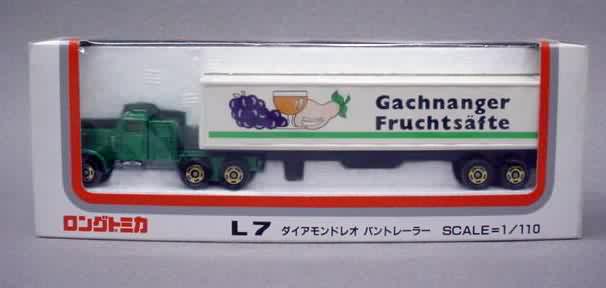 Gachnanger
Fruchtsäfte
ロングトミカ L7 ダイアモンドレオ バントレーラー SCALE=1/110